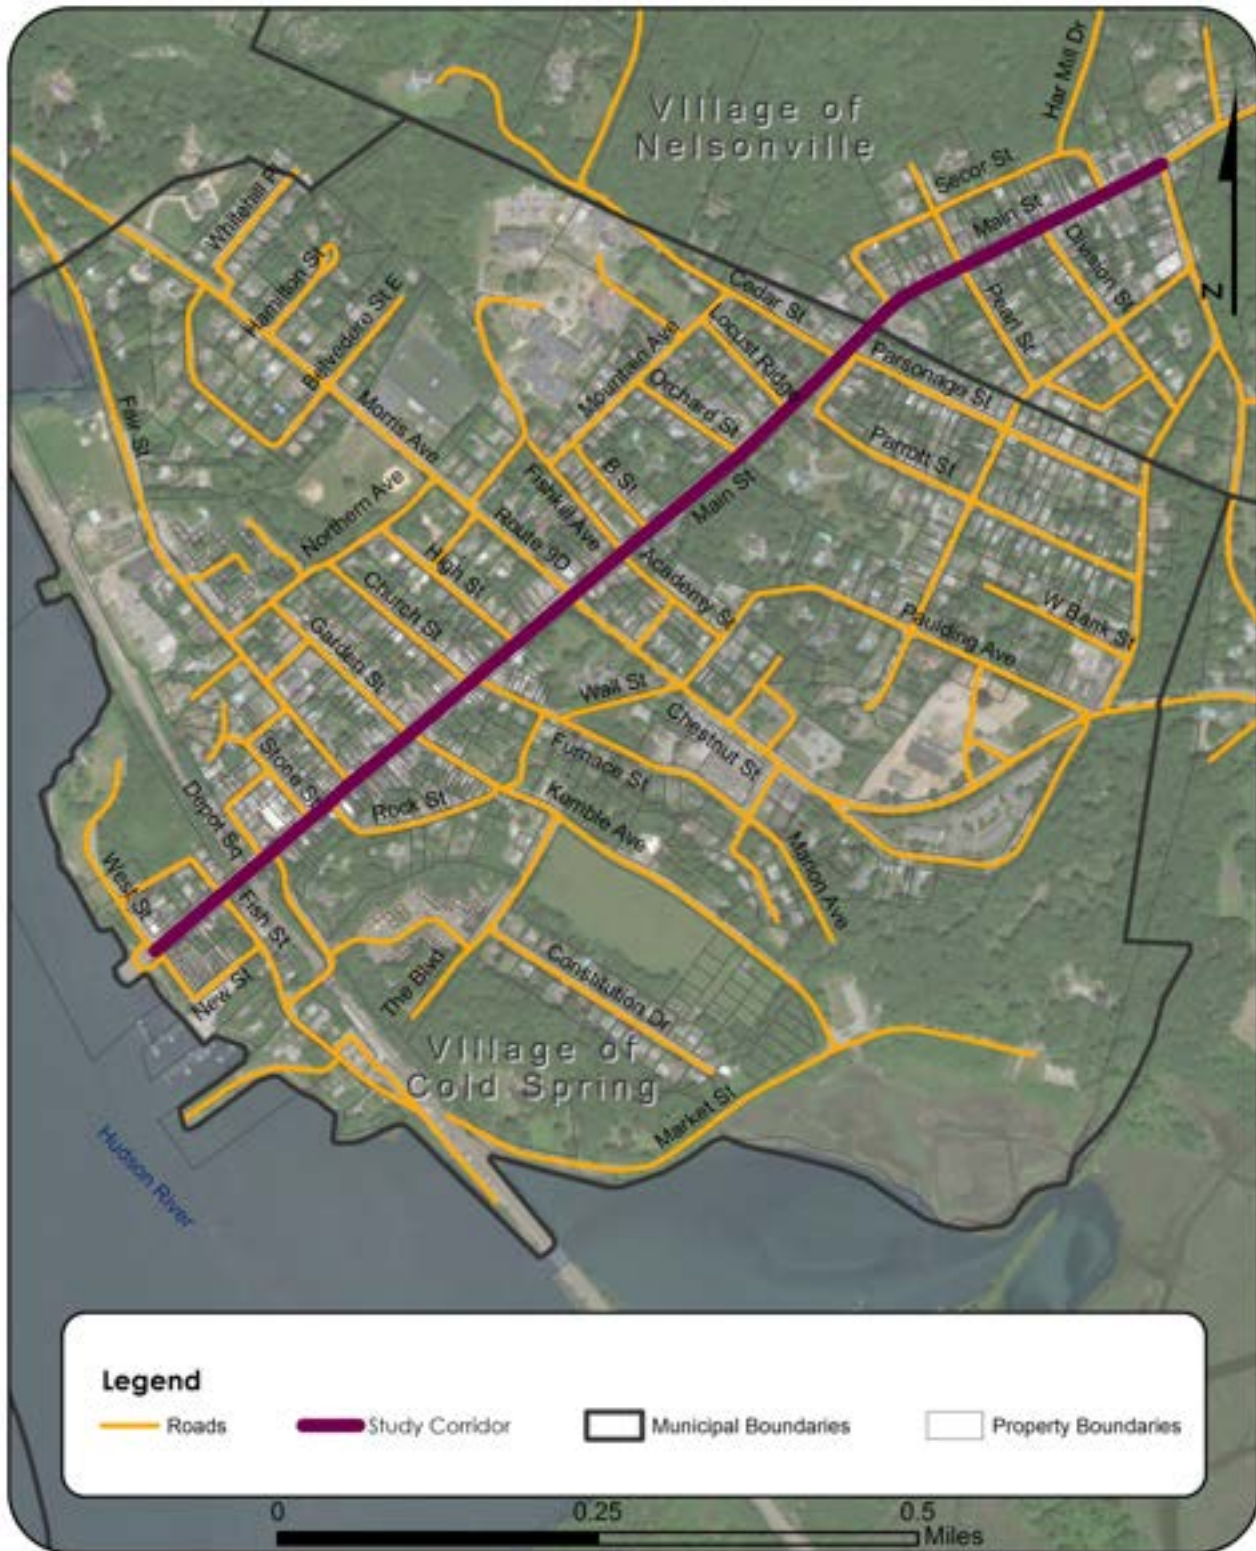 Village of
Nelsonville
Har Mill Dr
Secor St
Main St
Division St
Pearl St
N
Whitehill Pl
Hamilton St
Belvedere St E
Cedar St
Locust Ridge
Parsonage St
Mountain Ave
Orchard St
Parrott St
Fair St
Morris Ave
B St
Main St
Northern Ave
Fishkill Ave
Route 9D
High St
Academy St
Church St
W Bank St
Paulding Ave
Garden St
Wall St
Chestnut St
Stone St
Furnace St
Rock St
Depot Sq
Kemble Ave
Marion Ave
West St
Fish St
New St
Constitution Dr
The Blvd
Village of
Cold Spring
Market St
Hudson River
Legend
Roads
Study Corridor
Municipal Boundaries
Property Boundaries
0 0.25 0.5
Miles